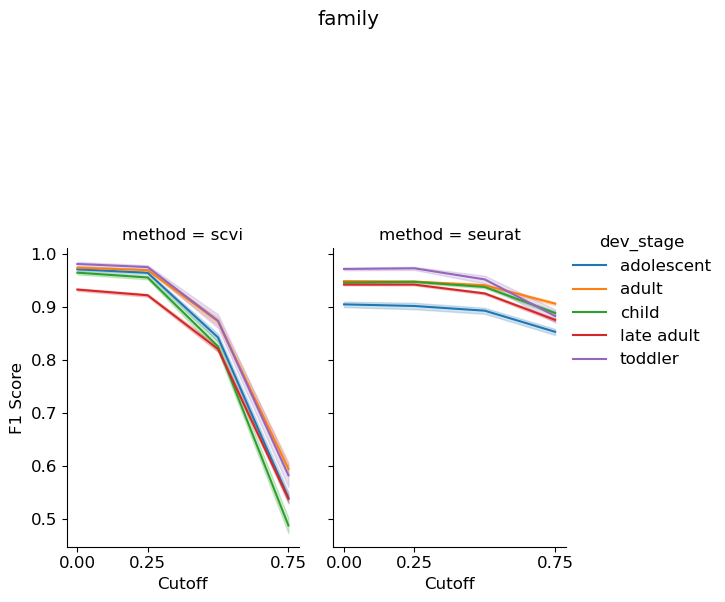 family
method = scvi
method = seurat
dev_stage
adolescent
adult
child
late adult
toddler
F1 Score
1.0
0.9
0.8
0.7
0.6
0.5
0.00 0.25 0.75
0.00 0.25 0.75
Cutoff
Cutoff